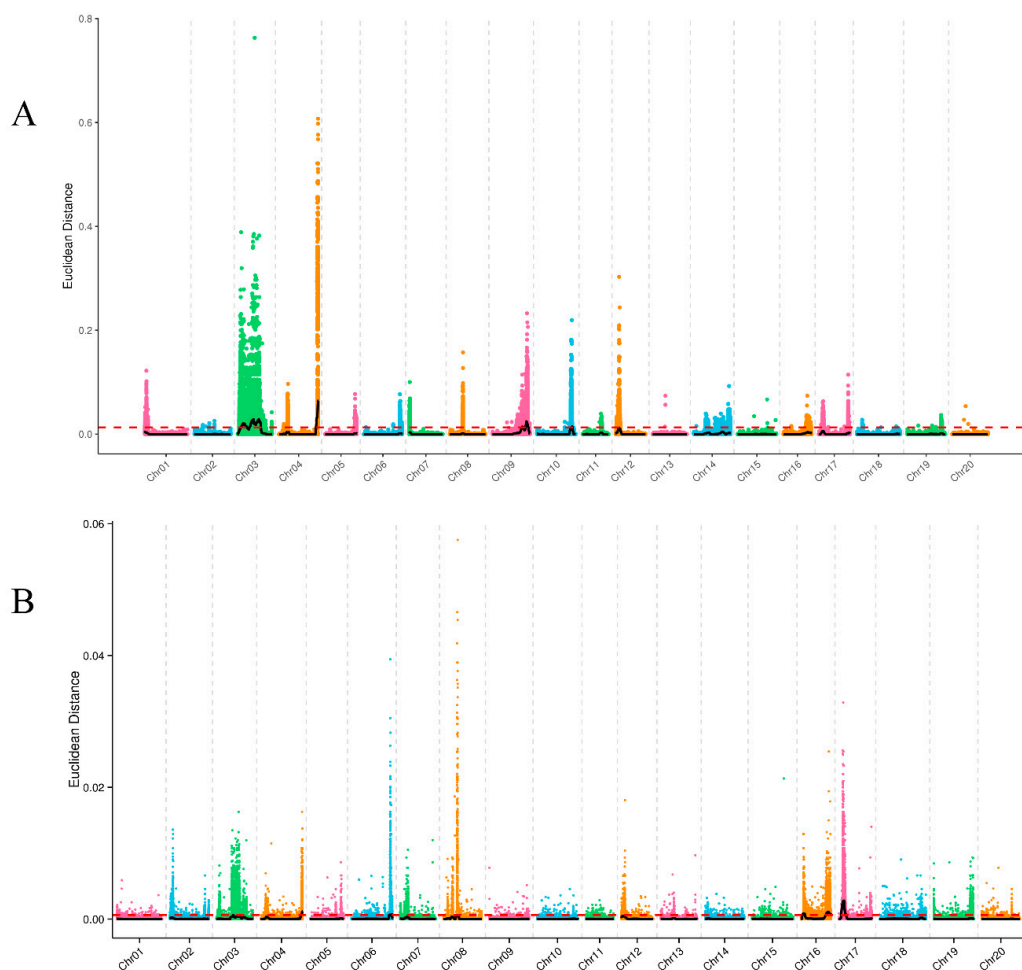 A
Euclidean Distance
0.8
0.6
0.4
0.2
0.0
Chr01 Chr02 Chr03 Chr04 Chr05 Chr06 Chr07 Chr08 Chr09 Chr10 Chr11 Chr12 Chr13 Chr14 Chr15 Chr16 Chr17 Chr18 Chr19 Chr20
B
Euclidean Distance
0.06
0.04
0.02
0.00
Chr01 Chr02 Chr03 Chr04 Chr05 Chr06 Chr07 Chr08 Chr09 Chr10 Chr11 Chr12 Chr13 Chr14 Chr15 Chr16 Chr17 Chr18 Chr19 Chr20